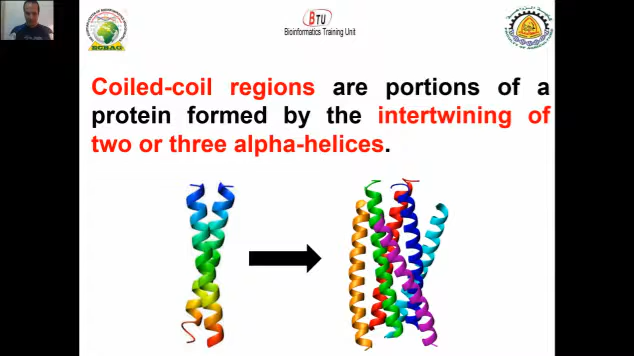 BTU
Bioinformatics Training Unit
ECBAG
Coiled-coil regions are portions of a
protein formed by the intertwining of
two or three alpha-helices.